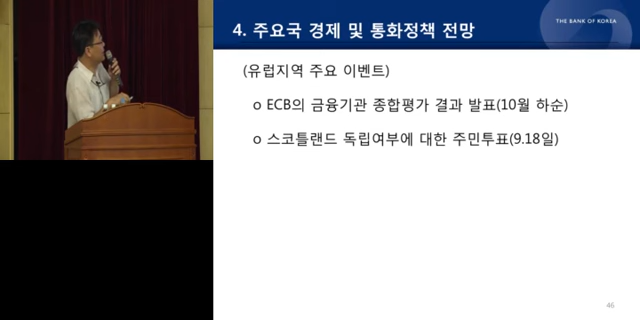 THE BANK OF KOREA
4. 주요국 경제 및 통화정책 전망
(유럽지역 주요 이벤트)
o ECB의 금융기관 종합평가 결과 발표(10월 하순)
o 스코틀랜드 독립여부에 대한 주민투표(9.18일)
46